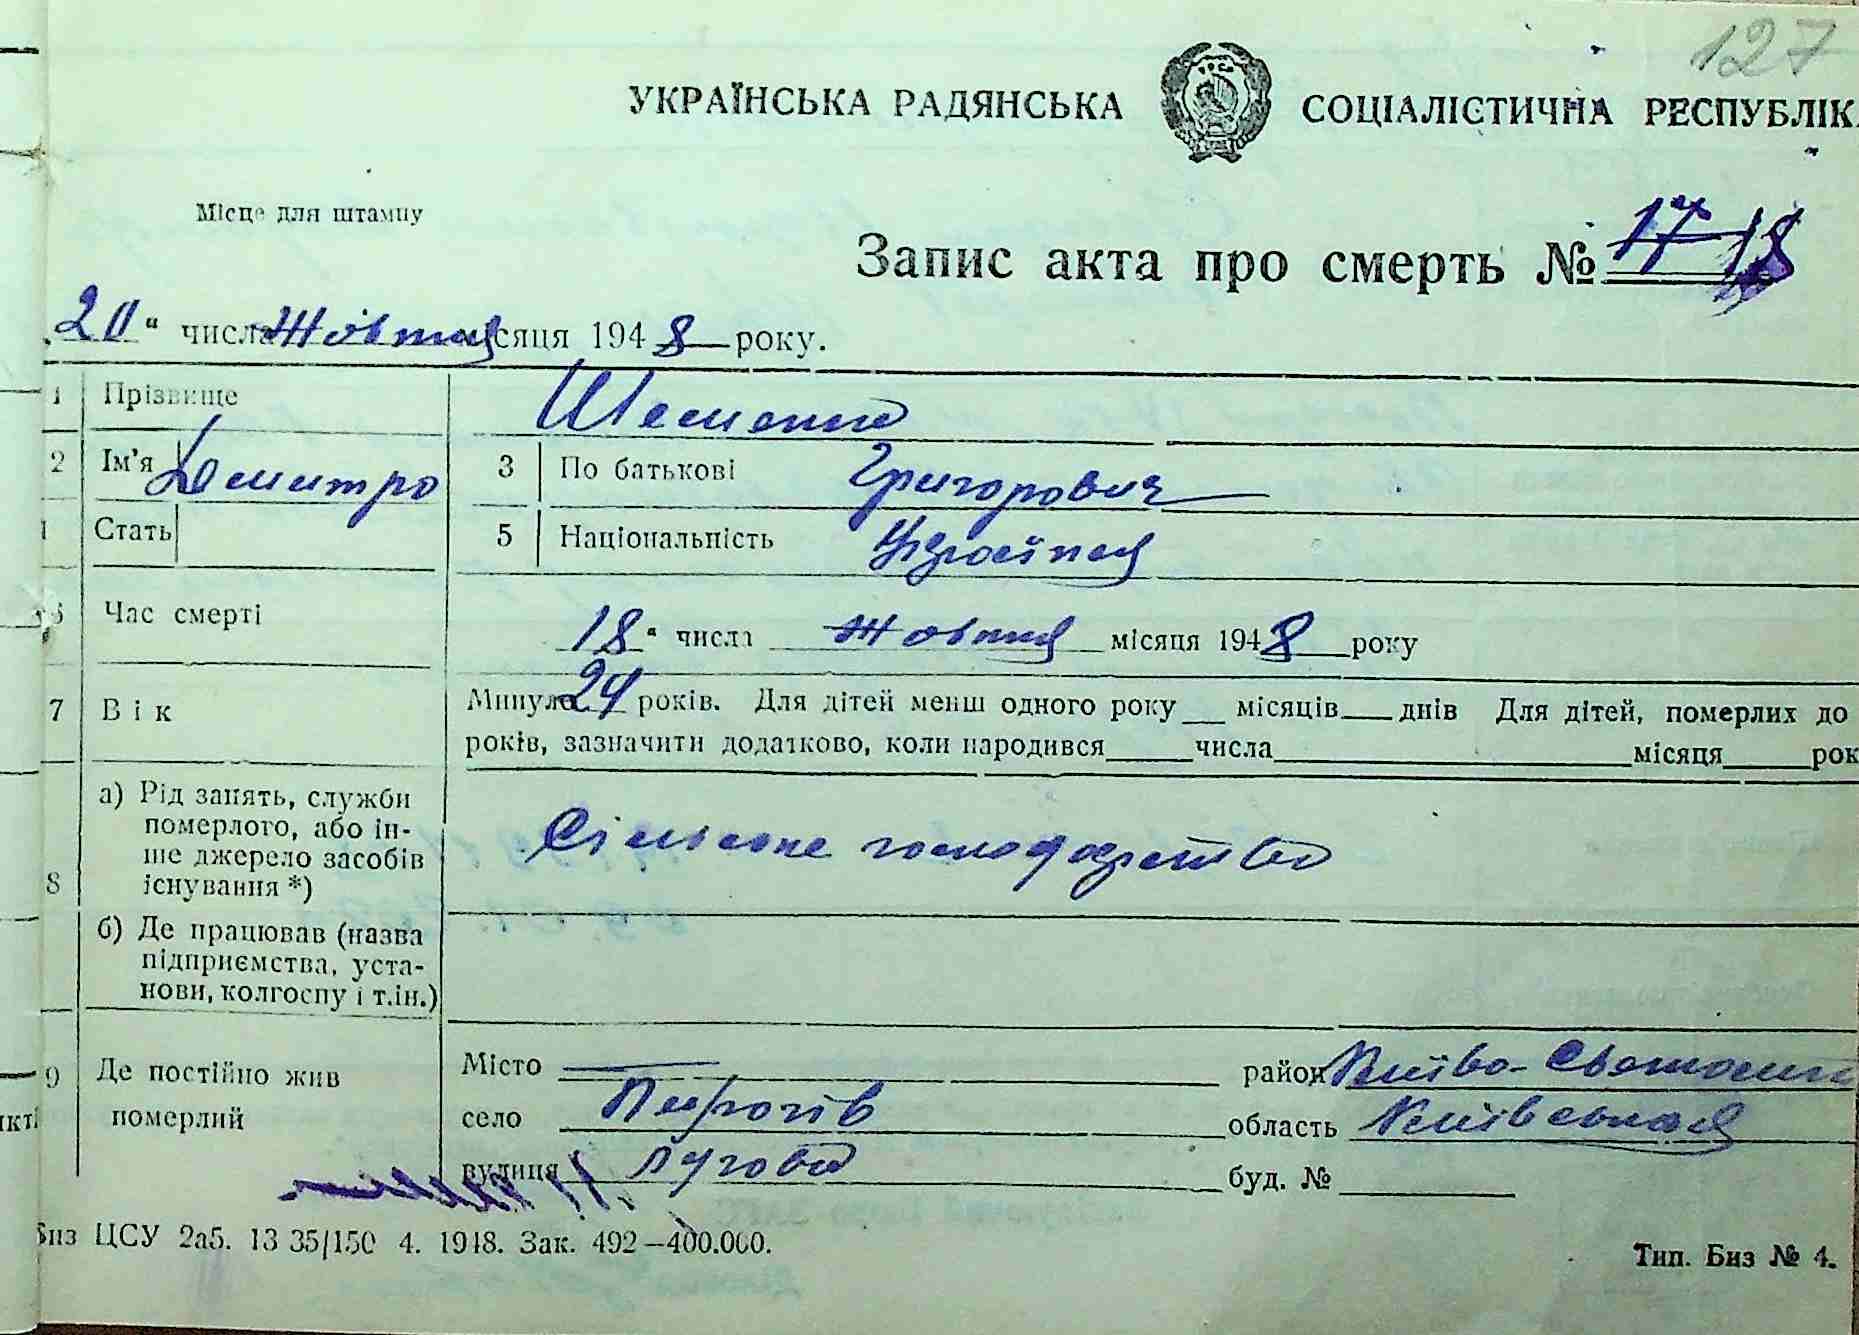 127
УКРАЇНСЬКА РАДЯНСЬКА СОЦІАЛІСТИЧНА РЕСПУБЛІК
Місце для штампу
Запис акта про смерть № 17 18
20 " числа жовтня місяця 1948 року.
1 Прізвище
2 Ім'я Дмитро 3 По батькові Григорович
Стать 5 Національність
6 Час смерті 18 " числа жовтня місяця 1948 року
7 Вік Минуло 24 років. Для дітей менш одного року місяців днів Для дітей, померлих до
років, зазначити додатково, коли народився числа місяця рок
а) Рід занять, служби
померлого, або ін-
ше джерело засобів
8 існування *)
Сільське господарство
б) Де працював (назва
підприємства, уста-
нови, колгоспу і т.ін.)
9 Де постійно жив Місто — район Київо-Святошин
померлий село Пирогів область Київська
вулиця Лугова буд. №
Биз ЦСУ 2а5. 13 35/150 4. 1948. Зак. 492—400.000.
Тип. Биз № 4.